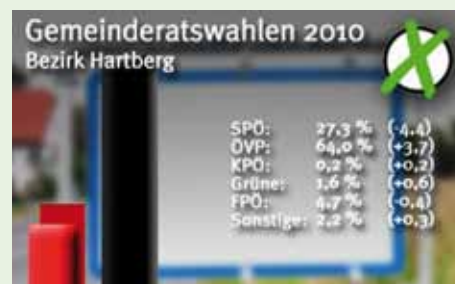 Gemeinderatswahlen 2010
Bezirk Hartberg
SPÖ: 27,3 % (-4,4)
ÖVP: 64,0 % (+3,7)
KPÖ: 0,2 % (+0,2)
Grüne: 1,6 % (+0,6)
FPÖ: 4,7 % (-0,4)
Sonstige: 2,2 % (+0,3)